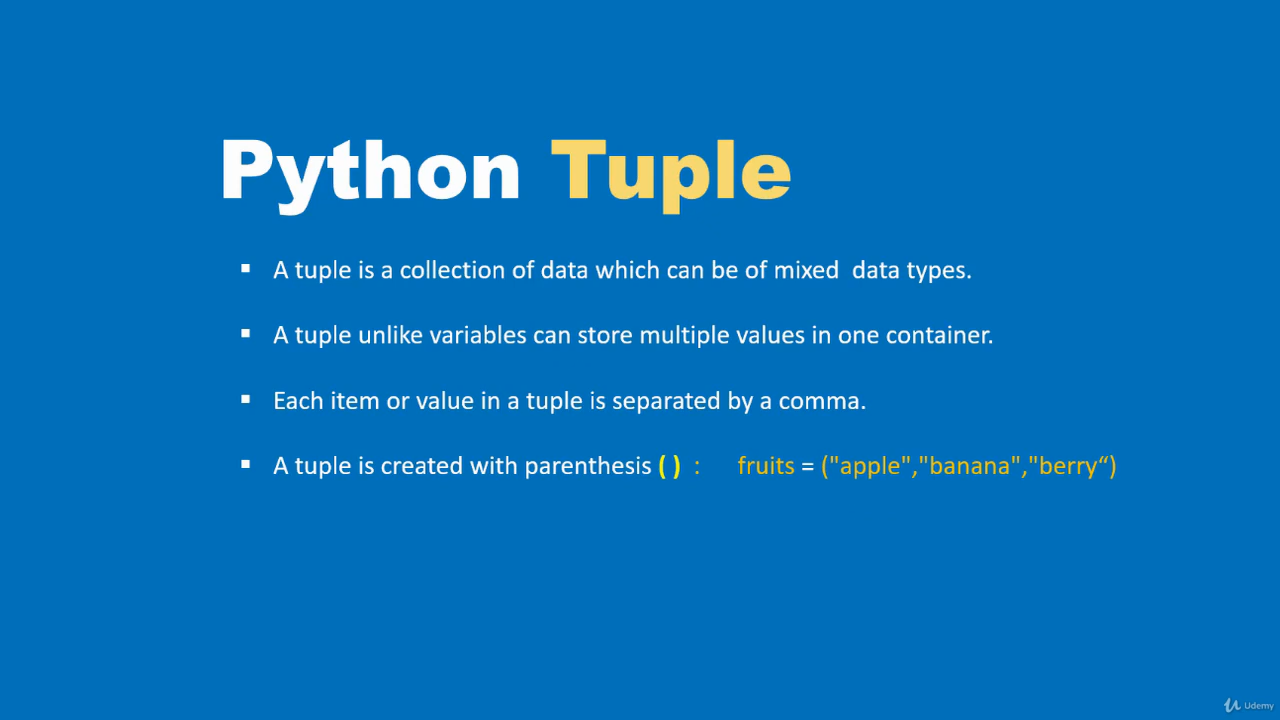 Python Tuple
▪ A tuple is a collection of data which can be of mixed  data types.
▪ A tuple unlike variables can store multiple values in one container.
▪ Each item or value in a tuple is separated by a comma.
▪ A tuple is created with parenthesis ( ) : fruits = ("apple","banana","berry“)
Udemy